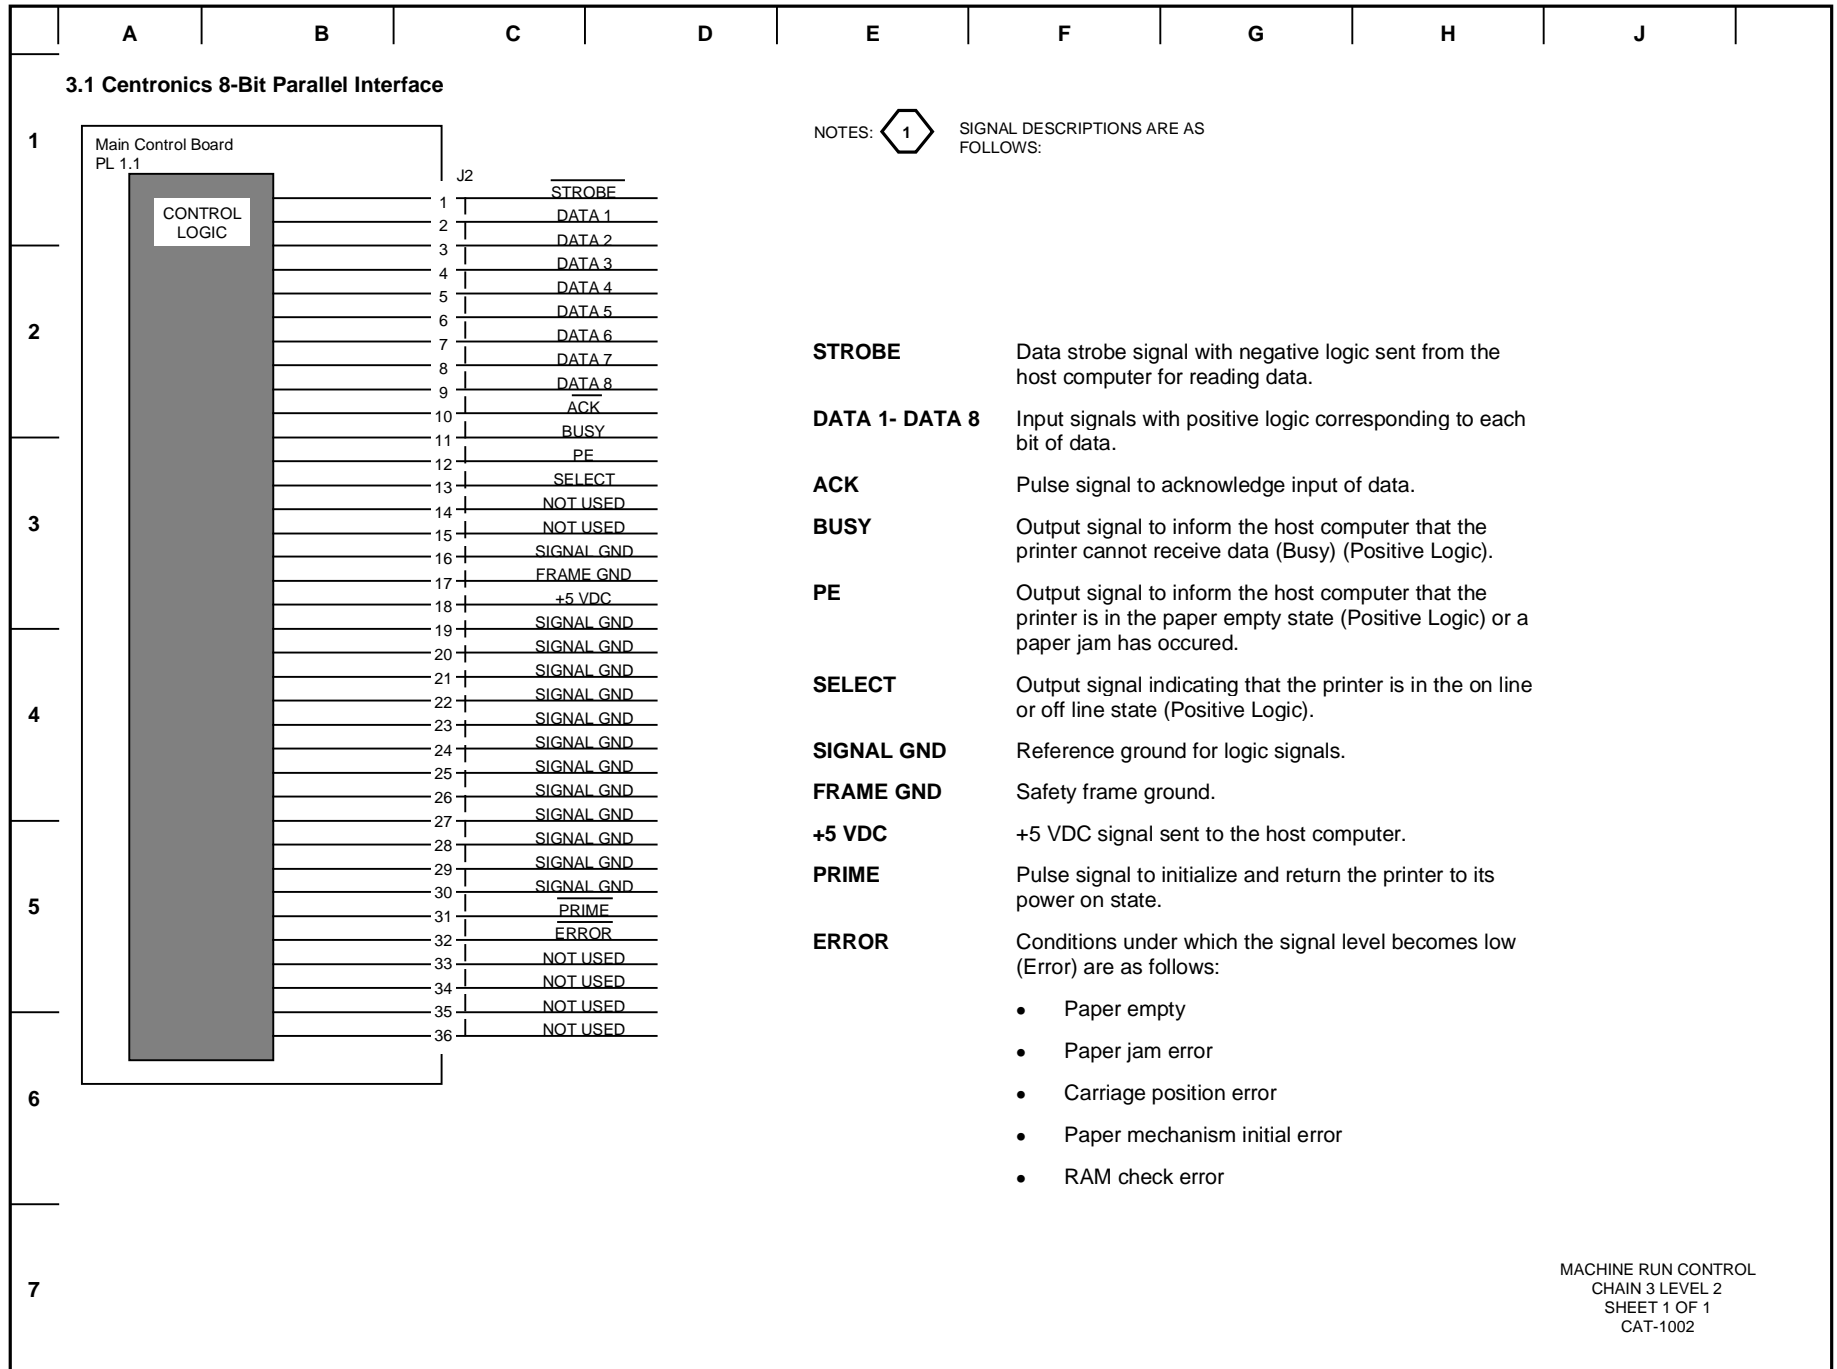 A B C D E F G H J
3.1 Centronics 8-Bit Parallel Interface
1
Main Control Board
PL 1.1
CONTROL
LOGIC
J2
1 STROBE
2 DATA 1
3 DATA 2
4 DATA 3
5 DATA 4
6 DATA 5
7 DATA 6
8 DATA 7
9 DATA 8
10 ACK
11 BUSY
12 PE
13 SELECT
14 NOT USED
15 NOT USED
16 SIGNAL GND
17 FRAME GND
18 +5 VDC
19 SIGNAL GND
20 SIGNAL GND
21 SIGNAL GND
22 SIGNAL GND
23 SIGNAL GND
24 SIGNAL GND
25 SIGNAL GND
26 SIGNAL GND
27 SIGNAL GND
28 SIGNAL GND
29 SIGNAL GND
30 SIGNAL GND
31 PRIME
32 ERROR
33 NOT USED
34 NOT USED
35 NOT USED
36 NOT USED
2
3
4
5
6
7
NOTES: 1 SIGNAL DESCRIPTIONS ARE AS
FOLLOWS:
STROBE Data strobe signal with negative logic sent from the
host computer for reading data.
DATA 1- DATA 8 Input signals with positive logic corresponding to each
bit of data.
ACK Pulse signal to acknowledge input of data.
BUSY Output signal to inform the host computer that the
printer cannot receive data (Busy) (Positive Logic).
PE Output signal to inform the host computer that the
printer is in the paper empty state (Positive Logic) or a
paper jam has occured.
SELECT Output signal indicating that the printer is in the on line
or off line state (Positive Logic).
SIGNAL GND Reference ground for logic signals.
FRAME GND Safety frame ground.
+5 VDC +5 VDC signal sent to the host computer.
PRIME Pulse signal to initialize and return the printer to its
power on state.
ERROR Conditions under which the signal level becomes low
(Error) are as follows:
• Paper empty
• Paper jam error
• Carriage position error
• Paper mechanism initial error
• RAM check error
MACHINE RUN CONTROL
CHAIN 3 LEVEL 2
SHEET 1 OF 1
CAT-1002